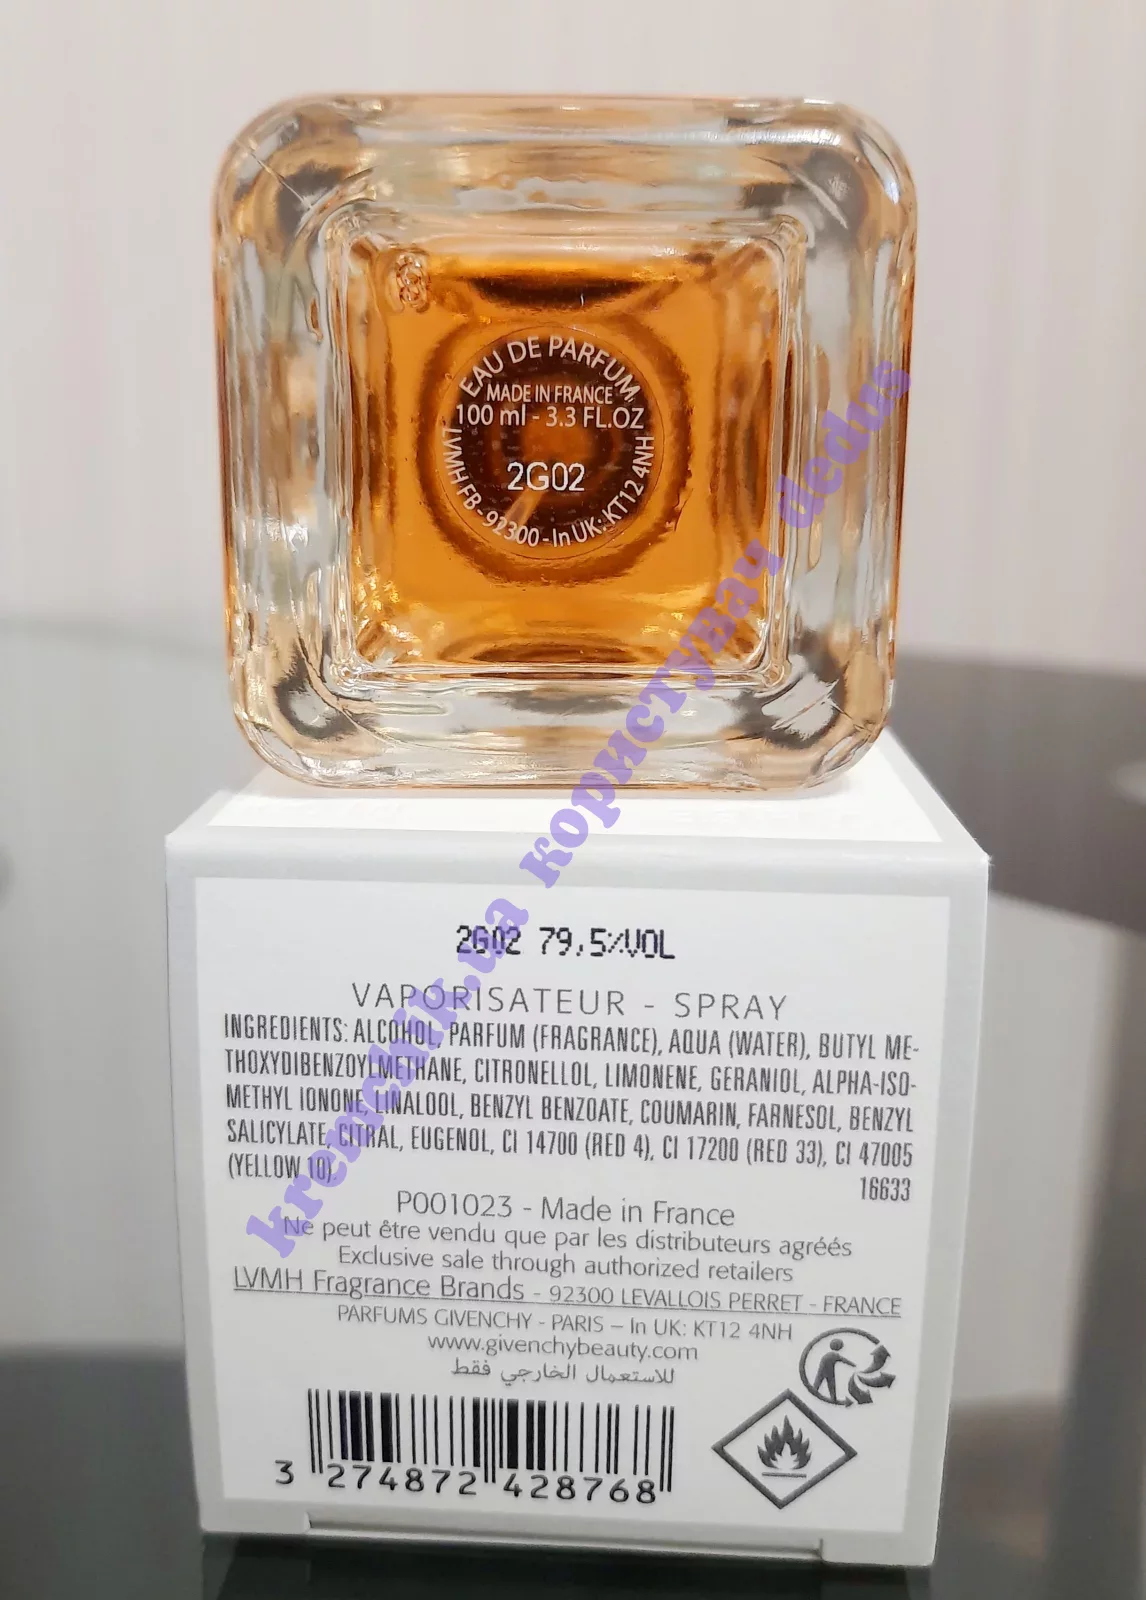 EAU DE PARFUM
MADE IN FRANCE
100 ml - 3.3 FL.OZ
2G02
LVMH FB - 92300 - In UK: KT12 4NH
kremchik.ua користувач dedus
2G02 79,5%VOL
VAPORISATEUR - SPRAY
INGREDIENTS: ALCOHOL, PARFUM (FRAGRANCE), AQUA (WATER), BUTYL ME-
THOXYDIBENZOYLMETHANE, CITRONELLOL, LIMONENE, GERANIOL, ALPHA-ISO-
METHYL IONONE, LINALOOL, BENZYL BENZOATE, COUMARIN, FARNESOL, BENZYL
SALICYLATE, CITRAL, EUGENOL, CI 14700 (RED 4), CI 17200 (RED 33), CI 47005
(YELLOW 10).
16633
P001023 - Made in France
Ne peut être vendu que par les distributeurs agréés
Exclusive sale through authorized retailers
LVMH Fragrance Brands - 92300 LEVALLOIS PERRET - FRANCE
PARFUMS GIVENCHY - PARIS – In UK: KT12 4NH
www.givenchybeauty.com
للاستعمال الخارجي فقط
3 274872 428768